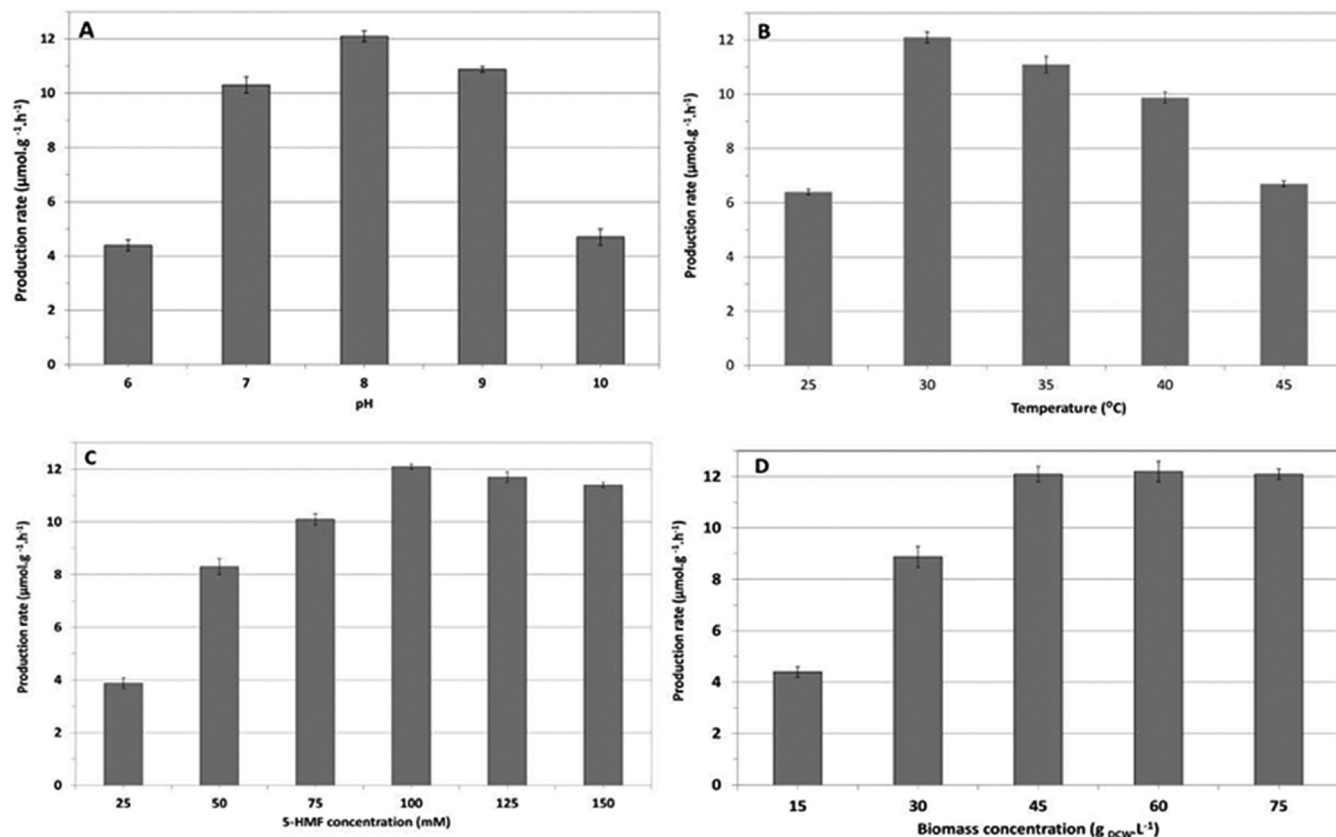 A
Production rate (µmol.g⁻¹.h⁻¹)
12
10
8
6
4
2
0
6 7 8 9 10
pH
B
Production rate (µmol.g⁻¹.h⁻¹)
12
10
8
6
4
2
0
25 30 35 40 45
Temperature (⁰C)
C
Production rate (µmol.g⁻¹.h⁻¹)
12
10
8
6
4
2
0
25 50 75 100 125 150
5-HMF concentration (mM)
D
Production rate (µmol.g⁻¹.h⁻¹)
12
10
8
6
4
2
0
15 30 45 60 75
Biomass concentration (g DCW.L⁻¹)